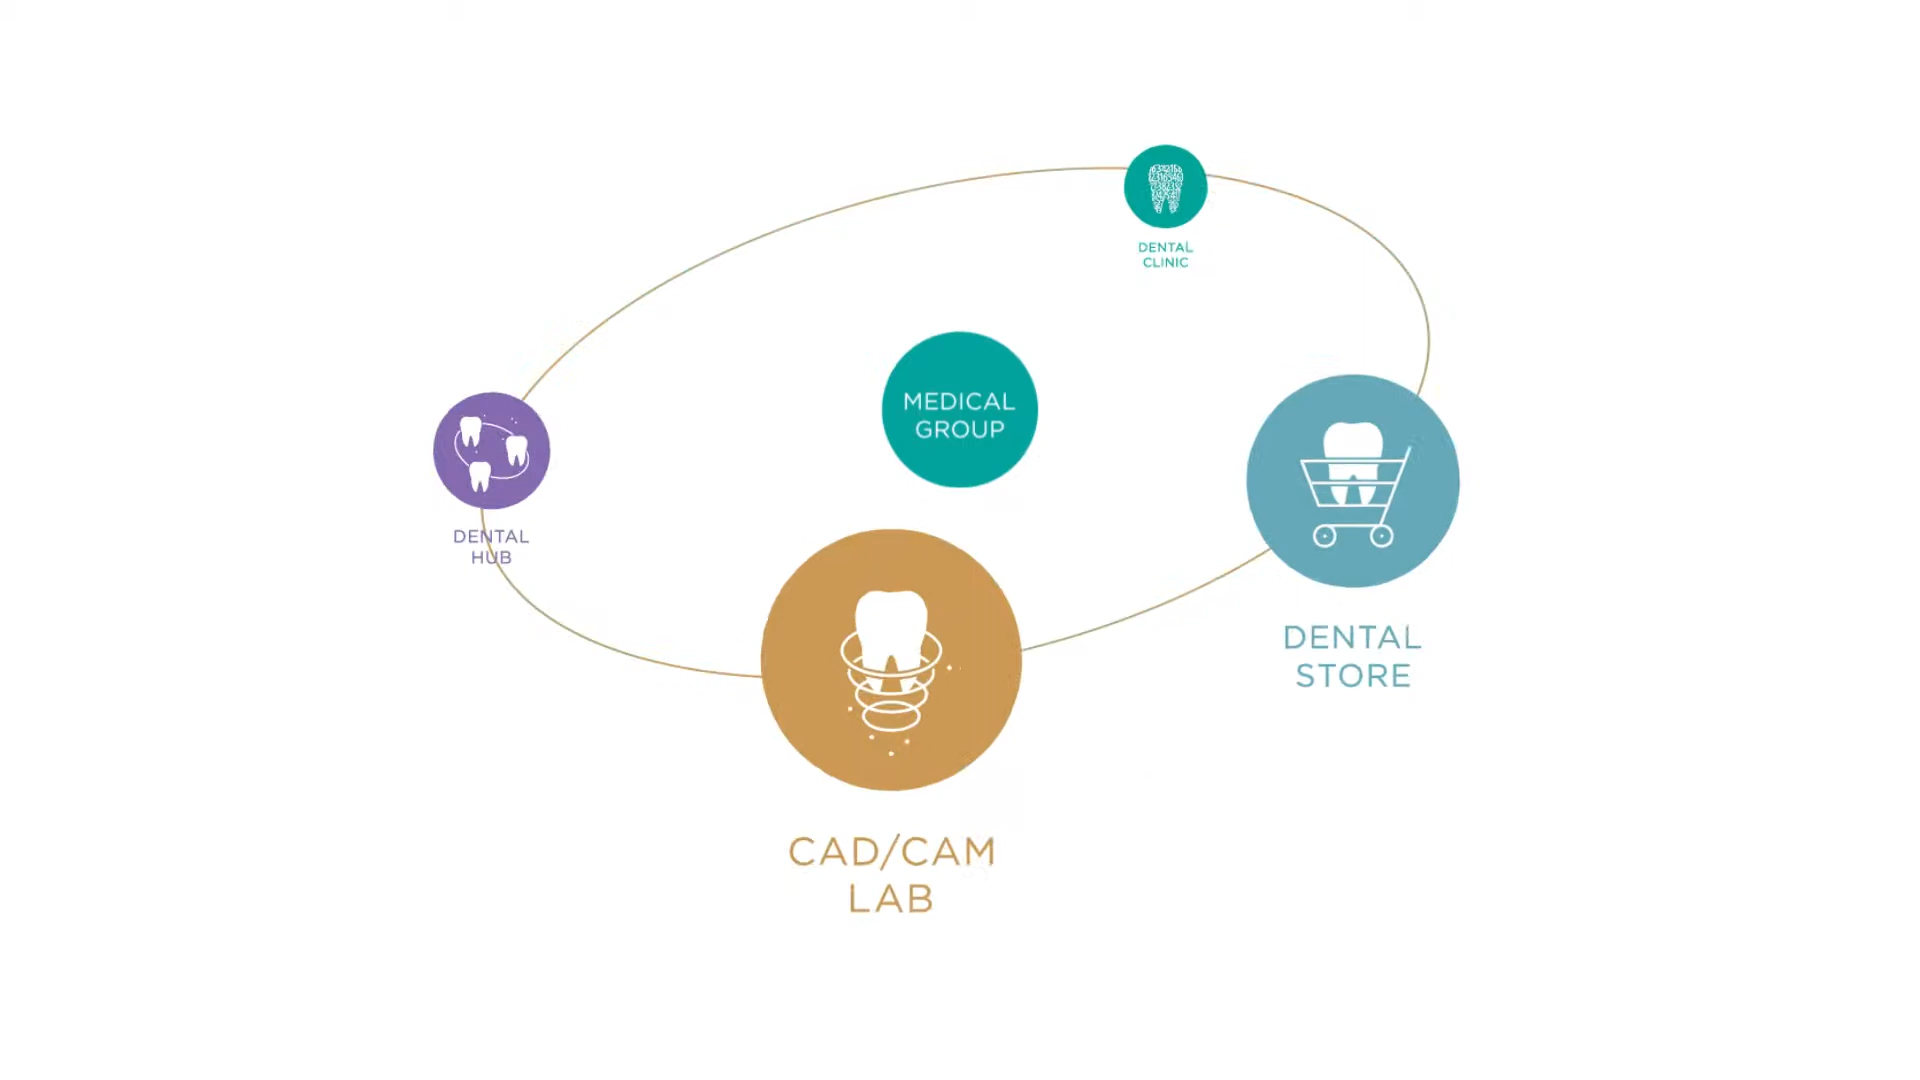 DENTAL
CLINIC
MEDICAL
GROUP
DENTAL
HUB
DENTAL
STORE
CAD/CAM
LAB